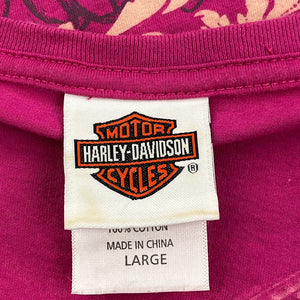 MOTOR
HARLEY-DAVIDSON
CYCLES
®
100% COTTON
MADE IN CHINA
LARGE